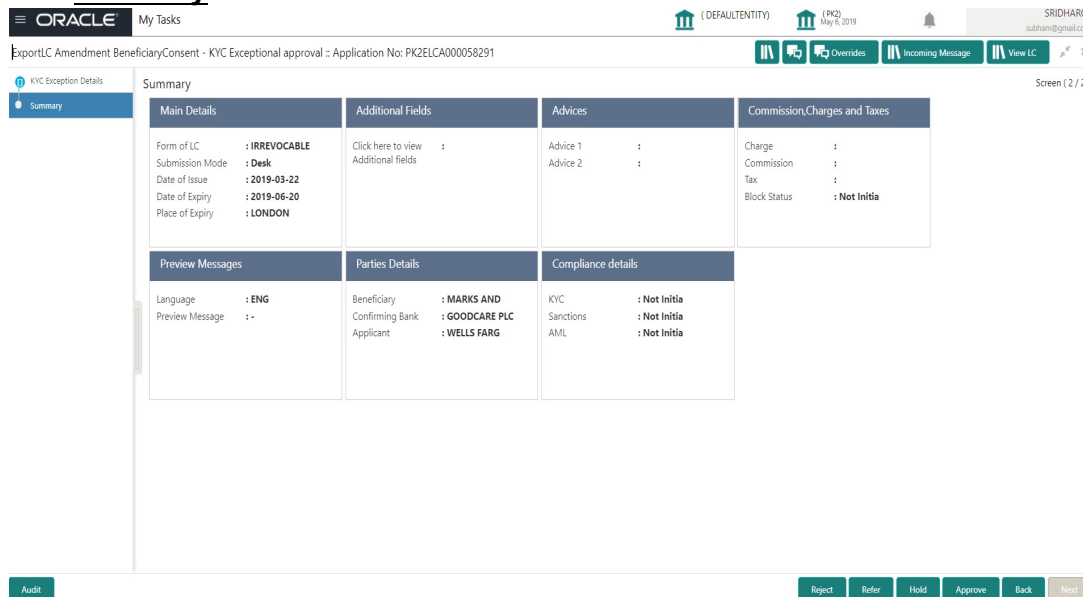 ORACLE My Tasks ( DEFAULTENTITY) ( PK2) May 6, 2019 SRIDHAR
subham@gmail.co
ExportLC Amendment BeneficiaryConsent - KYC Exceptional approval :: Application No: PK2ELCA000058291 Overrides Incoming Message View LC
KYC Exception Details
Summary
Summary Screen ( 2 / 2
Main Details
Form of LC : IRREVOCABLE
Submission Mode : Desk
Date of Issue : 2019-03-22
Date of Expiry : 2019-06-20
Place of Expiry : LONDON
Additional Fields
Click here to view :
Additional fields
Advices
Advice 1 :
Advice 2 :
Commission,Charges and Taxes
Charge :
Commission :
Tax :
Block Status : Not Initia
Preview Messages
Language : ENG
Preview Message : -
Parties Details
Beneficiary : MARKS AND
Confirming Bank : GOODCARE PLC
Applicant : WELLS FARG
Compliance details
KYC : Not Initia
Sanctions : Not Initia
AML : Not Initia
Audit Reject Refer Hold Approve Back Next